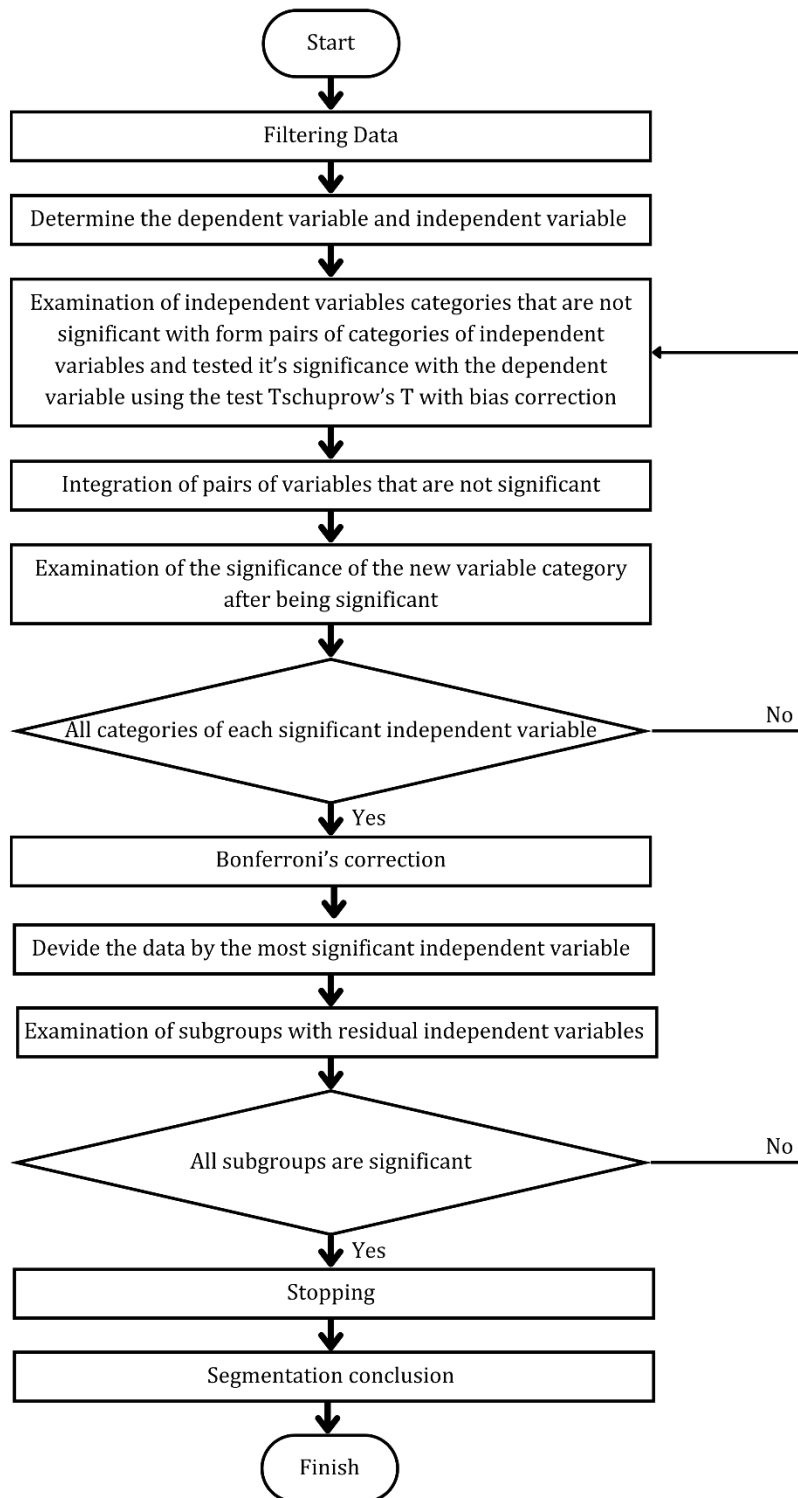 Start
Filtering Data
Determine the dependent variable and independent variable
Examination of independent variables categories that are not
significant with form pairs of categories of independent
variables and tested it’s significance with the dependent
variable using the test Tschuprow’s T with bias correction
Integration of pairs of variables that are not significant
Examination of the significance of the new variable category
after being significant
All categories of each significant independent variable
No
Yes
Bonferroni’s correction
Devide the data by the most significant independent variable
Examination of subgroups with residual independent variables
All subgroups are significant
No
Yes
Stopping
Segmentation conclusion
Finish